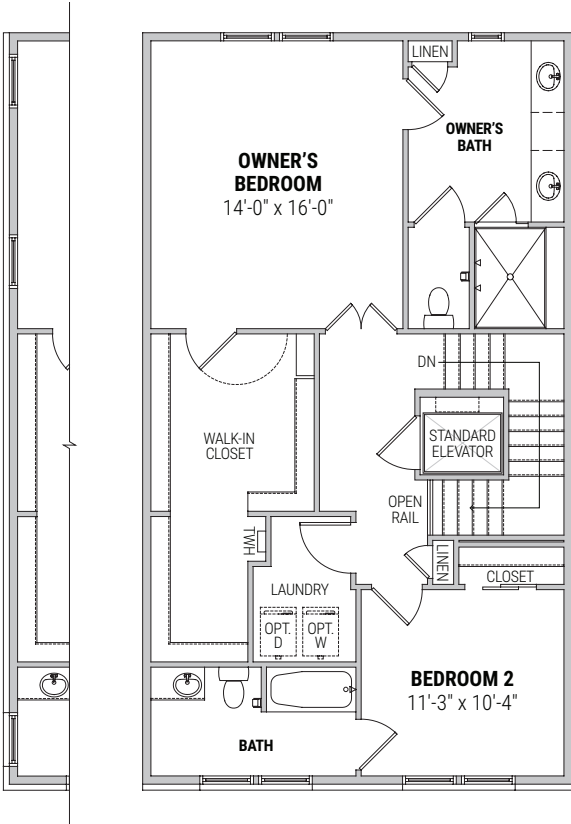 LINEN
OWNER'S
BATH
OWNER'S
BEDROOM
14'-0" x 16'-0"
DN
WALK-IN
CLOSET
STANDARD
ELEVATOR
OPEN
RAIL
TWH
LINEN
CLOSET
LAUNDRY
OPT.
D
OPT.
W
BEDROOM 2
11'-3" x 10'-4"
BATH